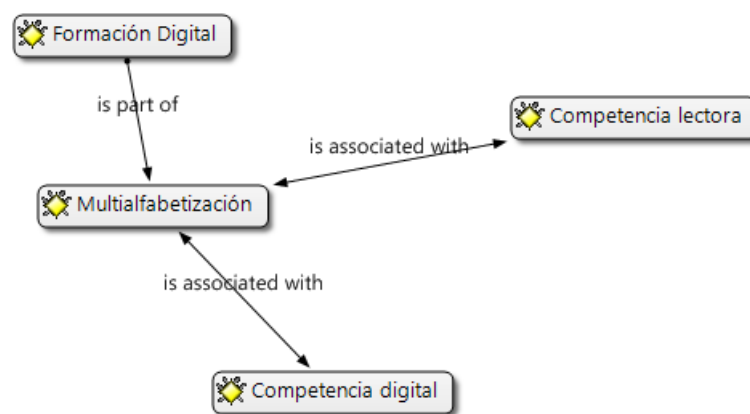 Formación Digital
is part of
Competencia lectora
is associated with
Multialfabetización
is associated with
Competencia digital